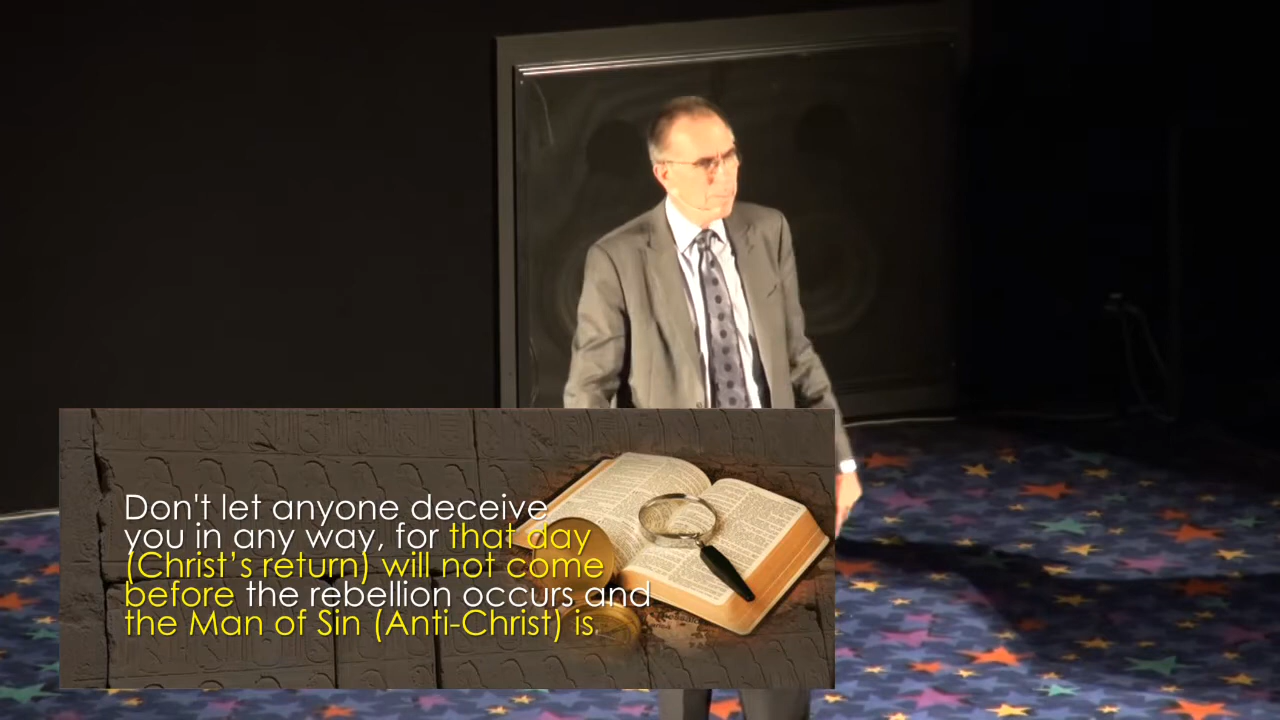 Don't let anyone deceive
you in any way, for that day
(Christ's return) will not come
before the rebellion occurs and
the Man of Sin (Anti-Christ) is